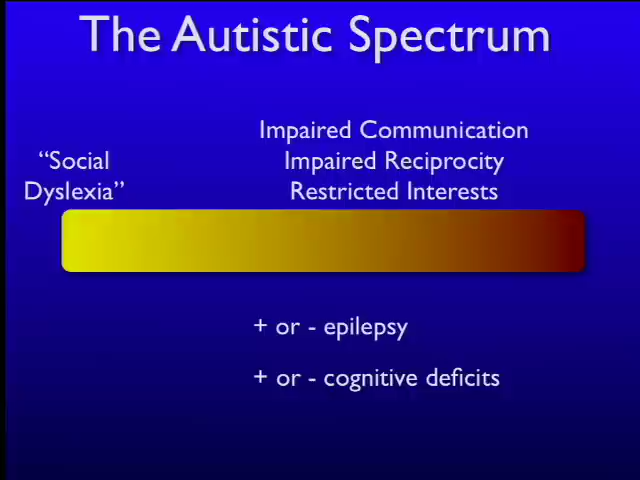 The Autistic Spectrum
Impaired Communication
“Social
Impaired Reciprocity
Dyslexia”
Restricted Interests
+ or - epilepsy
+ or - cognitive deficits